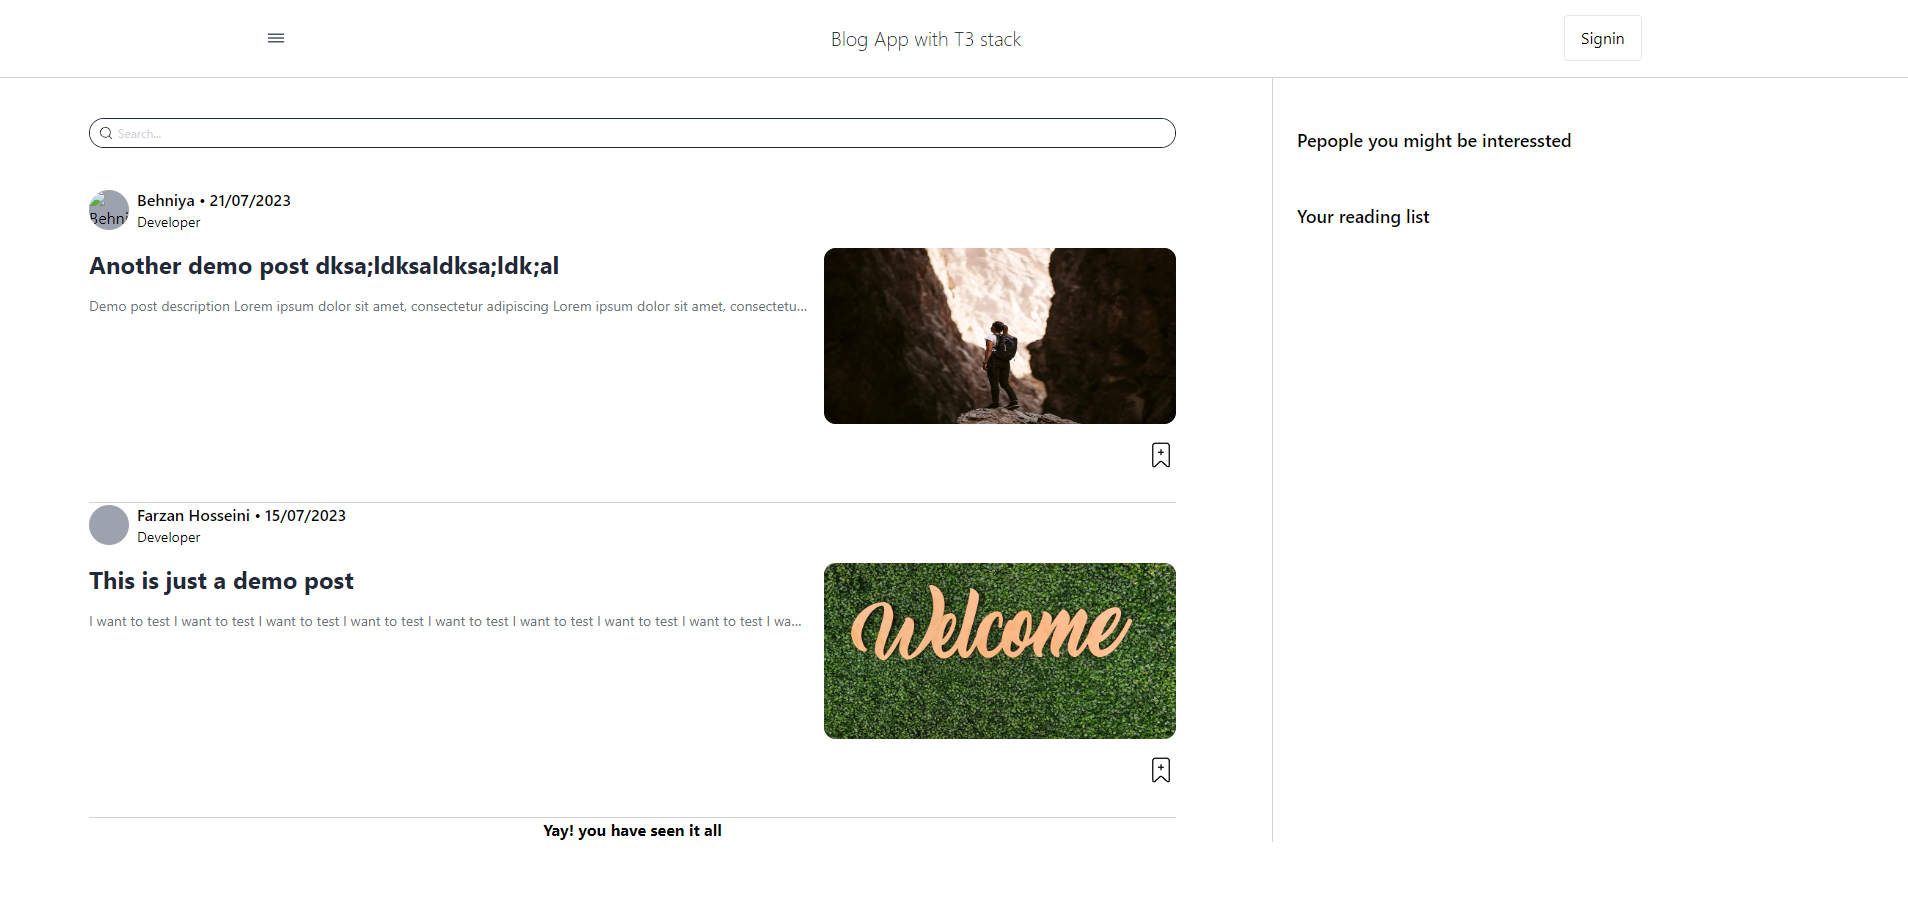 Blog App with T3 stack
Signin
Search...
Behni
Behniya • 21/07/2023
Developer
Another demo post dksa;ldksaldksa;ldk;al
Demo post description Lorem ipsum dolor sit amet, consectetur adipiscing Lorem ipsum dolor sit amet, consectetu...
Farzan Hosseini • 15/07/2023
Developer
This is just a demo post
I want to test I want to test I want to test I want to test I want to test I want to test I want to test I want to test I wa...
Welcome
Yay! you have seen it all
Pepople you might be interessted
Your reading list